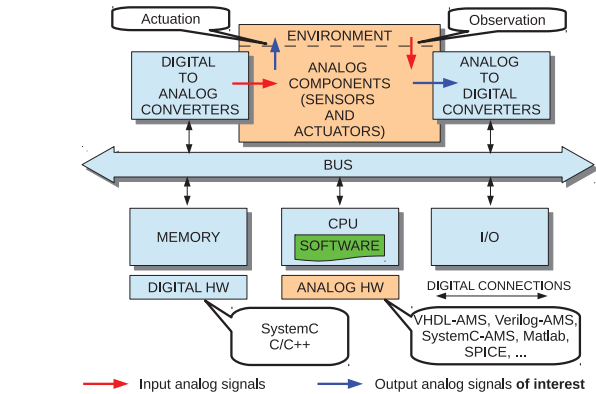 Actuation
Observation
ENVIRONMENT
DIGITAL
TO
ANALOG
CONVERTERS
ANALOG
COMPONENTS
(SENSORS
AND
ACTUATORS)
ANALOG
TO
DIGITAL
CONVERTERS
BUS
MEMORY
CPU
SOFTWARE
I/O
DIGITAL HW
ANALOG HW
DIGITAL CONNECTIONS
SystemC
C/C++
VHDL-AMS, Verilog-AMS,
SystemC-AMS, Matlab,
SPICE, ...
Input analog signals
Output analog signals of interest